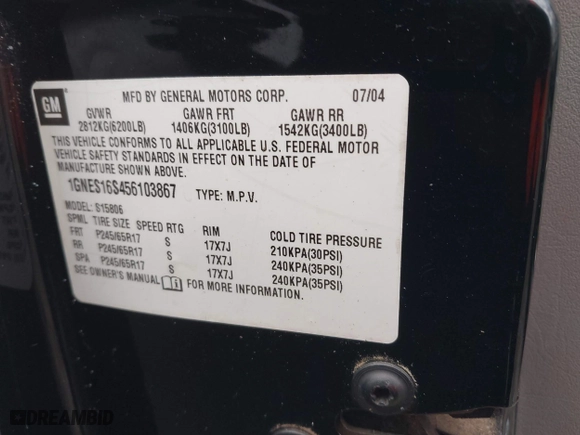 GM
MFD BY GENERAL MOTORS CORP. 07/04
GVWR GAWR FRT GAWR RR
2812KG(6200LB) 1406KG(3100LB) 1542KG(3400LB)
THIS VEHICLE CONFORMS TO ALL APPLICABLE U.S. FEDERAL MOTOR
VEHICLE SAFETY STANDARDS IN EFFECT ON THE DATE OF
MANUFACTURE SHOWN ABOVE.
1GNES16S456103867 TYPE: M.P.V.
MODEL: S15806
SPML TIRE SIZE SPEED RTG RIM COLD TIRE PRESSURE
FRT P245/65R17 S 17X7J 210KPA(30PSI)
RR P245/65R17 S 17X7J 240KPA(35PSI)
SPA P245/65R17 S 17X7J 240KPA(35PSI)
SEE OWNER'S MANUAL FOR MORE INFORMATION.
DREAMBID